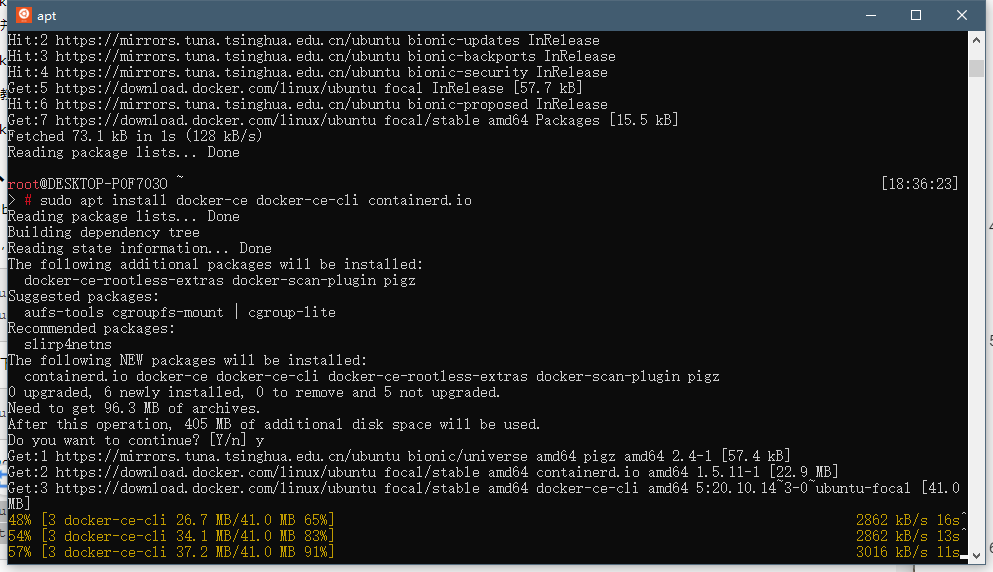 apt
Hit:2 https://mirrors.tuna.tsinghua.edu.cn/ubuntu bionic-updates InRelease
Hit:3 https://mirrors.tuna.tsinghua.edu.cn/ubuntu bionic-backports InRelease
Hit:4 https://mirrors.tuna.tsinghua.edu.cn/ubuntu bionic-security InRelease
Get:5 https://download.docker.com/linux/ubuntu focal InRelease [57.7 kB]
Hit:6 https://mirrors.tuna.tsinghua.edu.cn/ubuntu bionic-proposed InRelease
Get:7 https://download.docker.com/linux/ubuntu focal/stable amd64 Packages [15.5 kB]
Fetched 73.1 kB in 1s (128 kB/s)
Reading package lists... Done
root@DESKTOP-P0F7030 ~ [18:36:23]
> # sudo apt install docker-ce docker-ce-cli containerd.io
Reading package lists... Done
Building dependency tree
Reading state information... Done
The following additional packages will be installed:
docker-ce-rootless-extras docker-scan-plugin pigz
Suggested packages:
aufs-tools cgroupfs-mount | cgroup-lite
Recommended packages:
slirp4netns
The following NEW packages will be installed:
containerd.io docker-ce docker-ce-cli docker-ce-rootless-extras docker-scan-plugin pigz
0 upgraded, 6 newly installed, 0 to remove and 5 not upgraded.
Need to get 96.3 MB of archives.
After this operation, 405 MB of additional disk space will be used.
Do you want to continue? [Y/n] y
Get:1 https://mirrors.tuna.tsinghua.edu.cn/ubuntu bionic/universe amd64 pigz amd64 2.4-1 [57.4 kB]
Get:2 https://download.docker.com/linux/ubuntu focal/stable amd64 containerd.io amd64 1.5.11-1 [22.9 MB]
Get:3 https://download.docker.com/linux/ubuntu focal/stable amd64 docker-ce-cli amd64 5:20.10.14~3-0~ubuntu-focal [41.0
MB]
48% [3 docker-ce-cli 26.7 MB/41.0 MB 65%] 2862 kB/s 16s^
54% [3 docker-ce-cli 34.1 MB/41.0 MB 83%] 2862 kB/s 13s^
57% [3 docker-ce-cli 37.2 MB/41.0 MB 91%] 3016 kB/s 11s